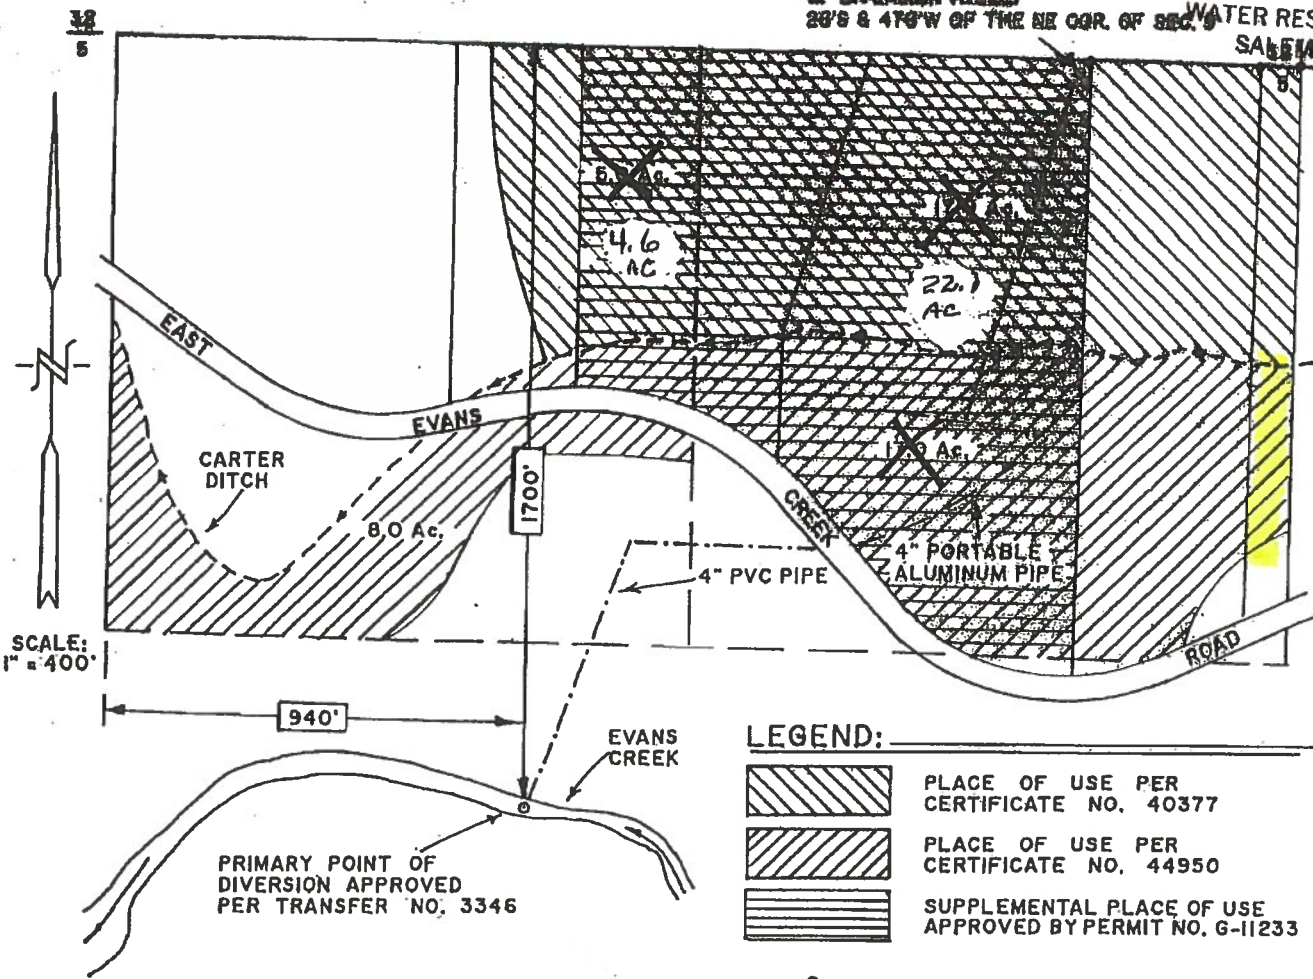 28'S & 476'W OF THE NE COR. OF SEC.
WATER RES
5
4.6
AC
22.1
AC
EAST
EVANS
CREEK
ROAD
CARTER
DITCH
8.0 Ac.
1700'
4" PVC PIPE
4" PORTABLE
ALUMINUM PIPE
SCALE:
1" = 400'
940'
EVANS
CREEK
PRIMARY POINT OF
DIVERSION APPROVED
PER TRANSFER NO. 3346
LEGEND:
PLACE OF USE PER
CERTIFICATE NO. 40377
PLACE OF USE PER
CERTIFICATE NO. 44950
SUPPLEMENTAL PLACE OF USE
APPROVED BY PERMIT NO. G-11233